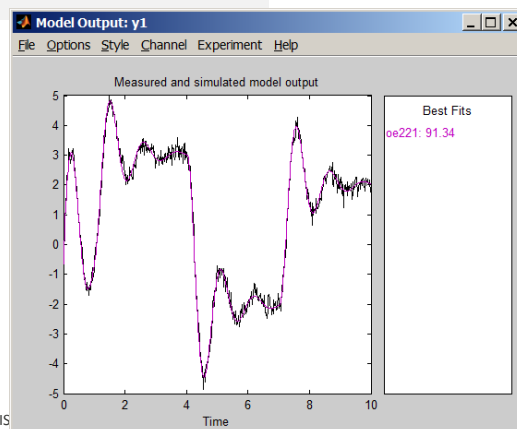 Model Output: y1
File Options Style Channel Experiment Help
Measured and simulated model output
5
4
3
2
1
0
-1
-2
-3
-4
-5
0 2 4 6 8 10
Time
Best Fits
oe221: 91.34
IS